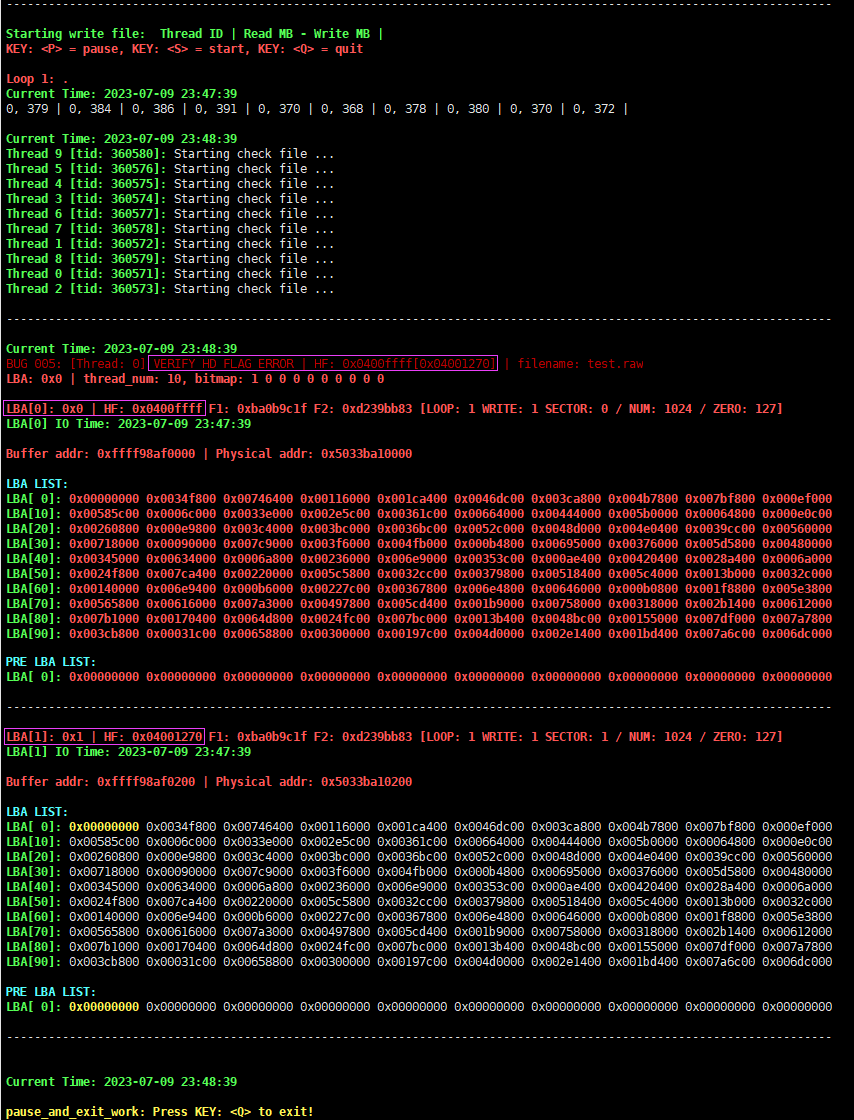 --------------------------------------------------------------------------------------------------------------------
Starting write file:  Thread ID | Read MB - Write MB |
KEY: <P> = pause, KEY: <S> = start, KEY: <Q> = quit
Loop 1: .
Current Time: 2023-07-09 23:47:39
0, 379 | 0, 384 | 0, 386 | 0, 391 | 0, 370 | 0, 368 | 0, 378 | 0, 380 | 0, 370 | 0, 372 |
Current Time: 2023-07-09 23:48:39
Thread 9 [tid: 360580]: Starting check file ...
Thread 5 [tid: 360576]: Starting check file ...
Thread 4 [tid: 360575]: Starting check file ...
Thread 3 [tid: 360574]: Starting check file ...
Thread 6 [tid: 360577]: Starting check file ...
Thread 7 [tid: 360578]: Starting check file ...
Thread 1 [tid: 360572]: Starting check file ...
Thread 8 [tid: 360579]: Starting check file ...
Thread 0 [tid: 360571]: Starting check file ...
Thread 2 [tid: 360573]: Starting check file ...
--------------------------------------------------------------------------------------------------------------------
Current Time: 2023-07-09 23:48:39
BUG 005: [Thread: 0] VERIFY HD FLAG ERROR | HF: 0x0400ffff[0x04001270] | filename: test.raw
LBA: 0x0 | thread_num: 10, bitmap: 1 0 0 0 0 0 0 0 0 0
LBA[0]: 0x0 | HF: 0x0400ffff F1: 0xba0b9c1f F2: 0xd239bb83 [LOOP: 1 WRITE: 1 SECTOR: 0 / NUM: 1024 / ZERO: 127]
LBA[0] IO Time: 2023-07-09 23:47:39
Buffer addr: 0xffff98af0000 | Physical addr: 0x5033ba10000
LBA LIST:
LBA[ 0]: 0x00000000 0x0034f800 0x00746400 0x00116000 0x001ca400 0x0046dc00 0x003ca800 0x004b7800 0x007bf800 0x000ef000
LBA[10]: 0x00585c00 0x0006c000 0x0033e000 0x002e5c00 0x00361c00 0x00664000 0x00444000 0x005b0000 0x00064800 0x000e0c00
LBA[20]: 0x00260800 0x000e9800 0x003c4000 0x003bc000 0x0036bc00 0x0052c000 0x0048d000 0x004e0400 0x0039cc00 0x00560000
LBA[30]: 0x00718000 0x00090000 0x007c9000 0x003f6000 0x004fb000 0x000b4800 0x00695000 0x00376000 0x005d5800 0x00480000
LBA[40]: 0x00345000 0x00634000 0x0006a800 0x00236000 0x006e9000 0x00353c00 0x000ae400 0x00420400 0x0028a400 0x0006a000
LBA[50]: 0x0024f800 0x007ca400 0x00220000 0x005c5800 0x0032cc00 0x00379800 0x00518400 0x005c4000 0x0013b000 0x0032c000
LBA[60]: 0x00140000 0x006e9400 0x000b6000 0x00227c00 0x00367800 0x006e4800 0x00646000 0x000b0800 0x001f8800 0x005e3800
LBA[70]: 0x00565800 0x00616000 0x007a3000 0x00497800 0x005cd400 0x001b9000 0x00758000 0x00318000 0x002b1400 0x00612000
LBA[80]: 0x007b1000 0x00170400 0x0064d800 0x0024fc00 0x007bc000 0x0013b400 0x0048bc00 0x00155000 0x007df000 0x007a7800
LBA[90]: 0x003cb800 0x00031c00 0x00658800 0x00300000 0x00197c00 0x004d0000 0x002e1400 0x001bd400 0x007a6c00 0x006dc000
PRE LBA LIST:
LBA[ 0]: 0x00000000 0x00000000 0x00000000 0x00000000 0x00000000 0x00000000 0x00000000 0x00000000 0x00000000 0x00000000
--------------------------------------------------------------------------------------------------------------------
LBA[1]: 0x1 | HF: 0x04001270 F1: 0xba0b9c1f F2: 0xd239bb83 [LOOP: 1 WRITE: 1 SECTOR: 1 / NUM: 1024 / ZERO: 127]
LBA[1] IO Time: 2023-07-09 23:47:39
Buffer addr: 0xffff98af0200 | Physical addr: 0x5033ba10200
LBA LIST:
LBA[ 0]: 0x00000000 0x0034f800 0x00746400 0x00116000 0x001ca400 0x0046dc00 0x003ca800 0x004b7800 0x007bf800 0x000ef000
LBA[10]: 0x00585c00 0x0006c000 0x0033e000 0x002e5c00 0x00361c00 0x00664000 0x00444000 0x005b0000 0x00064800 0x000e0c00
LBA[20]: 0x00260800 0x000e9800 0x003c4000 0x003bc000 0x0036bc00 0x0052c000 0x0048d000 0x004e0400 0x0039cc00 0x00560000
LBA[30]: 0x00718000 0x00090000 0x007c9000 0x003f6000 0x004fb000 0x000b4800 0x00695000 0x00376000 0x005d5800 0x00480000
LBA[40]: 0x00345000 0x00634000 0x0006a800 0x00236000 0x006e9000 0x00353c00 0x000ae400 0x00420400 0x0028a400 0x0006a000
LBA[50]: 0x0024f800 0x007ca400 0x00220000 0x005c5800 0x0032cc00 0x00379800 0x00518400 0x005c4000 0x0013b000 0x0032c000
LBA[60]: 0x00140000 0x006e9400 0x000b6000 0x00227c00 0x00367800 0x006e4800 0x00646000 0x000b0800 0x001f8800 0x005e3800
LBA[70]: 0x00565800 0x00616000 0x007a3000 0x00497800 0x005cd400 0x001b9000 0x00758000 0x00318000 0x002b1400 0x00612000
LBA[80]: 0x007b1000 0x00170400 0x0064d800 0x0024fc00 0x007bc000 0x0013b400 0x0048bc00 0x00155000 0x007df000 0x007a7800
LBA[90]: 0x003cb800 0x00031c00 0x00658800 0x00300000 0x00197c00 0x004d0000 0x002e1400 0x001bd400 0x007a6c00 0x006dc000
PRE LBA LIST:
LBA[ 0]: 0x00000000 0x00000000 0x00000000 0x00000000 0x00000000 0x00000000 0x00000000 0x00000000 0x00000000 0x00000000
--------------------------------------------------------------------------------------------------------------------
Current Time: 2023-07-09 23:48:39
pause_and_exit_work: Press KEY: <Q> to exit!